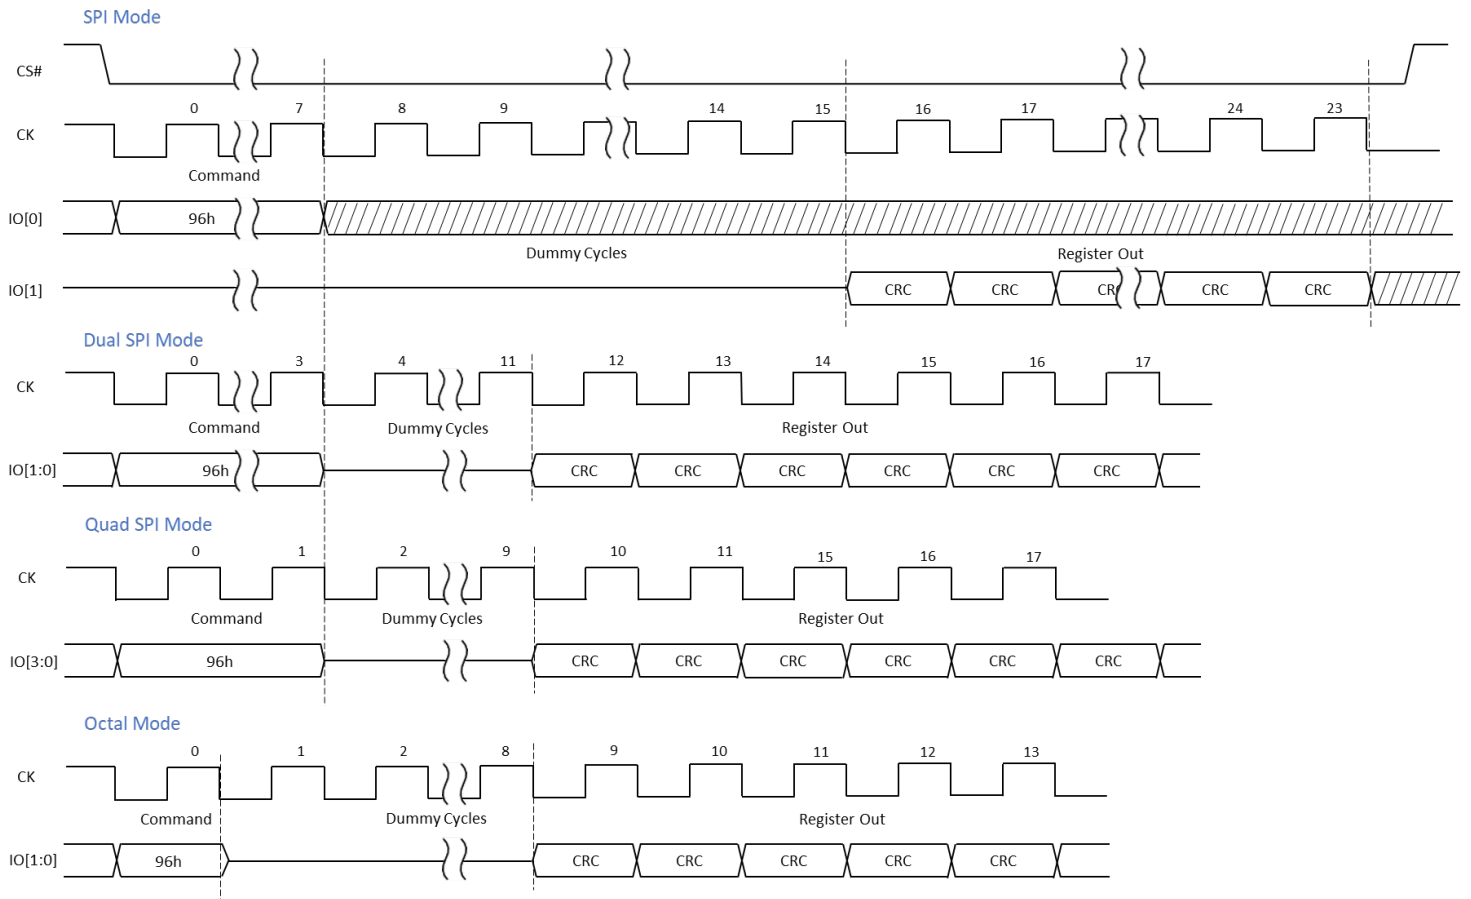 SPI Mode
CS#
0 7 8 9 14 15 16 17 24 23
CK
Command
IO[0] 96h
Dummy Cycles Register Out
IO[1] CRC CRC CRC CRC CRC
Dual SPI Mode
0 3 4 11 12 13 14 15 16 17
CK
Command Dummy Cycles Register Out
IO[1:0] 96h CRC CRC CRC CRC CRC CRC
Quad SPI Mode
0 1 2 9 10 11 15 16 17
CK
Command Dummy Cycles Register Out
IO[3:0] 96h CRC CRC CRC CRC CRC CRC
Octal Mode
0 1 2 8 9 10 11 12 13
CK
Command Dummy Cycles Register Out
IO[1:0] 96h CRC CRC CRC CRC CRC